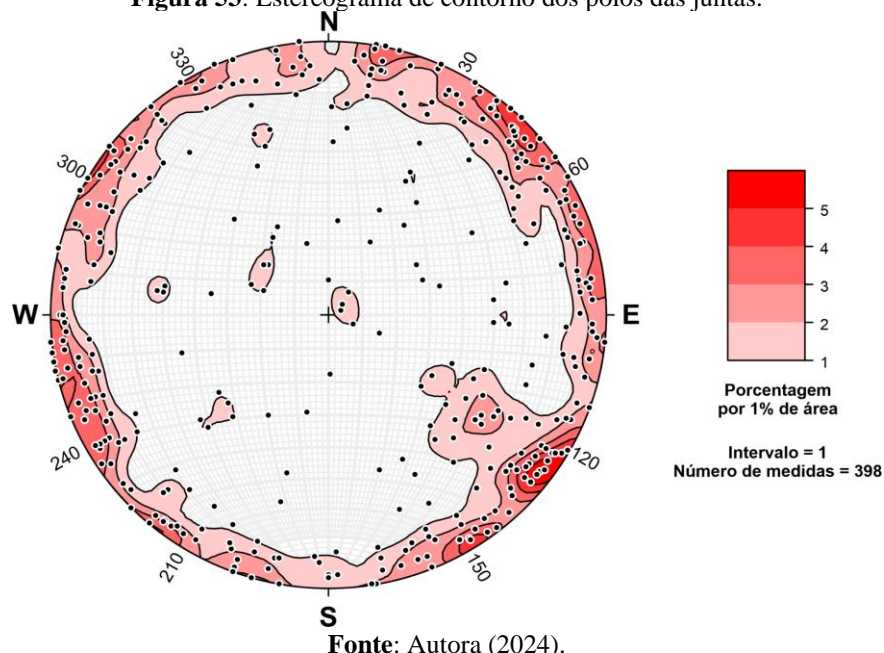 Figura 53: Estereograma de contorno dos polos das juntas.
N
330
30
300
60
W
E
240
120
210
150
S
5
4
3
2
1
Porcentagem
por 1% de área
Intervalo = 1
Número de medidas = 398
Fonte: Autora (2024).